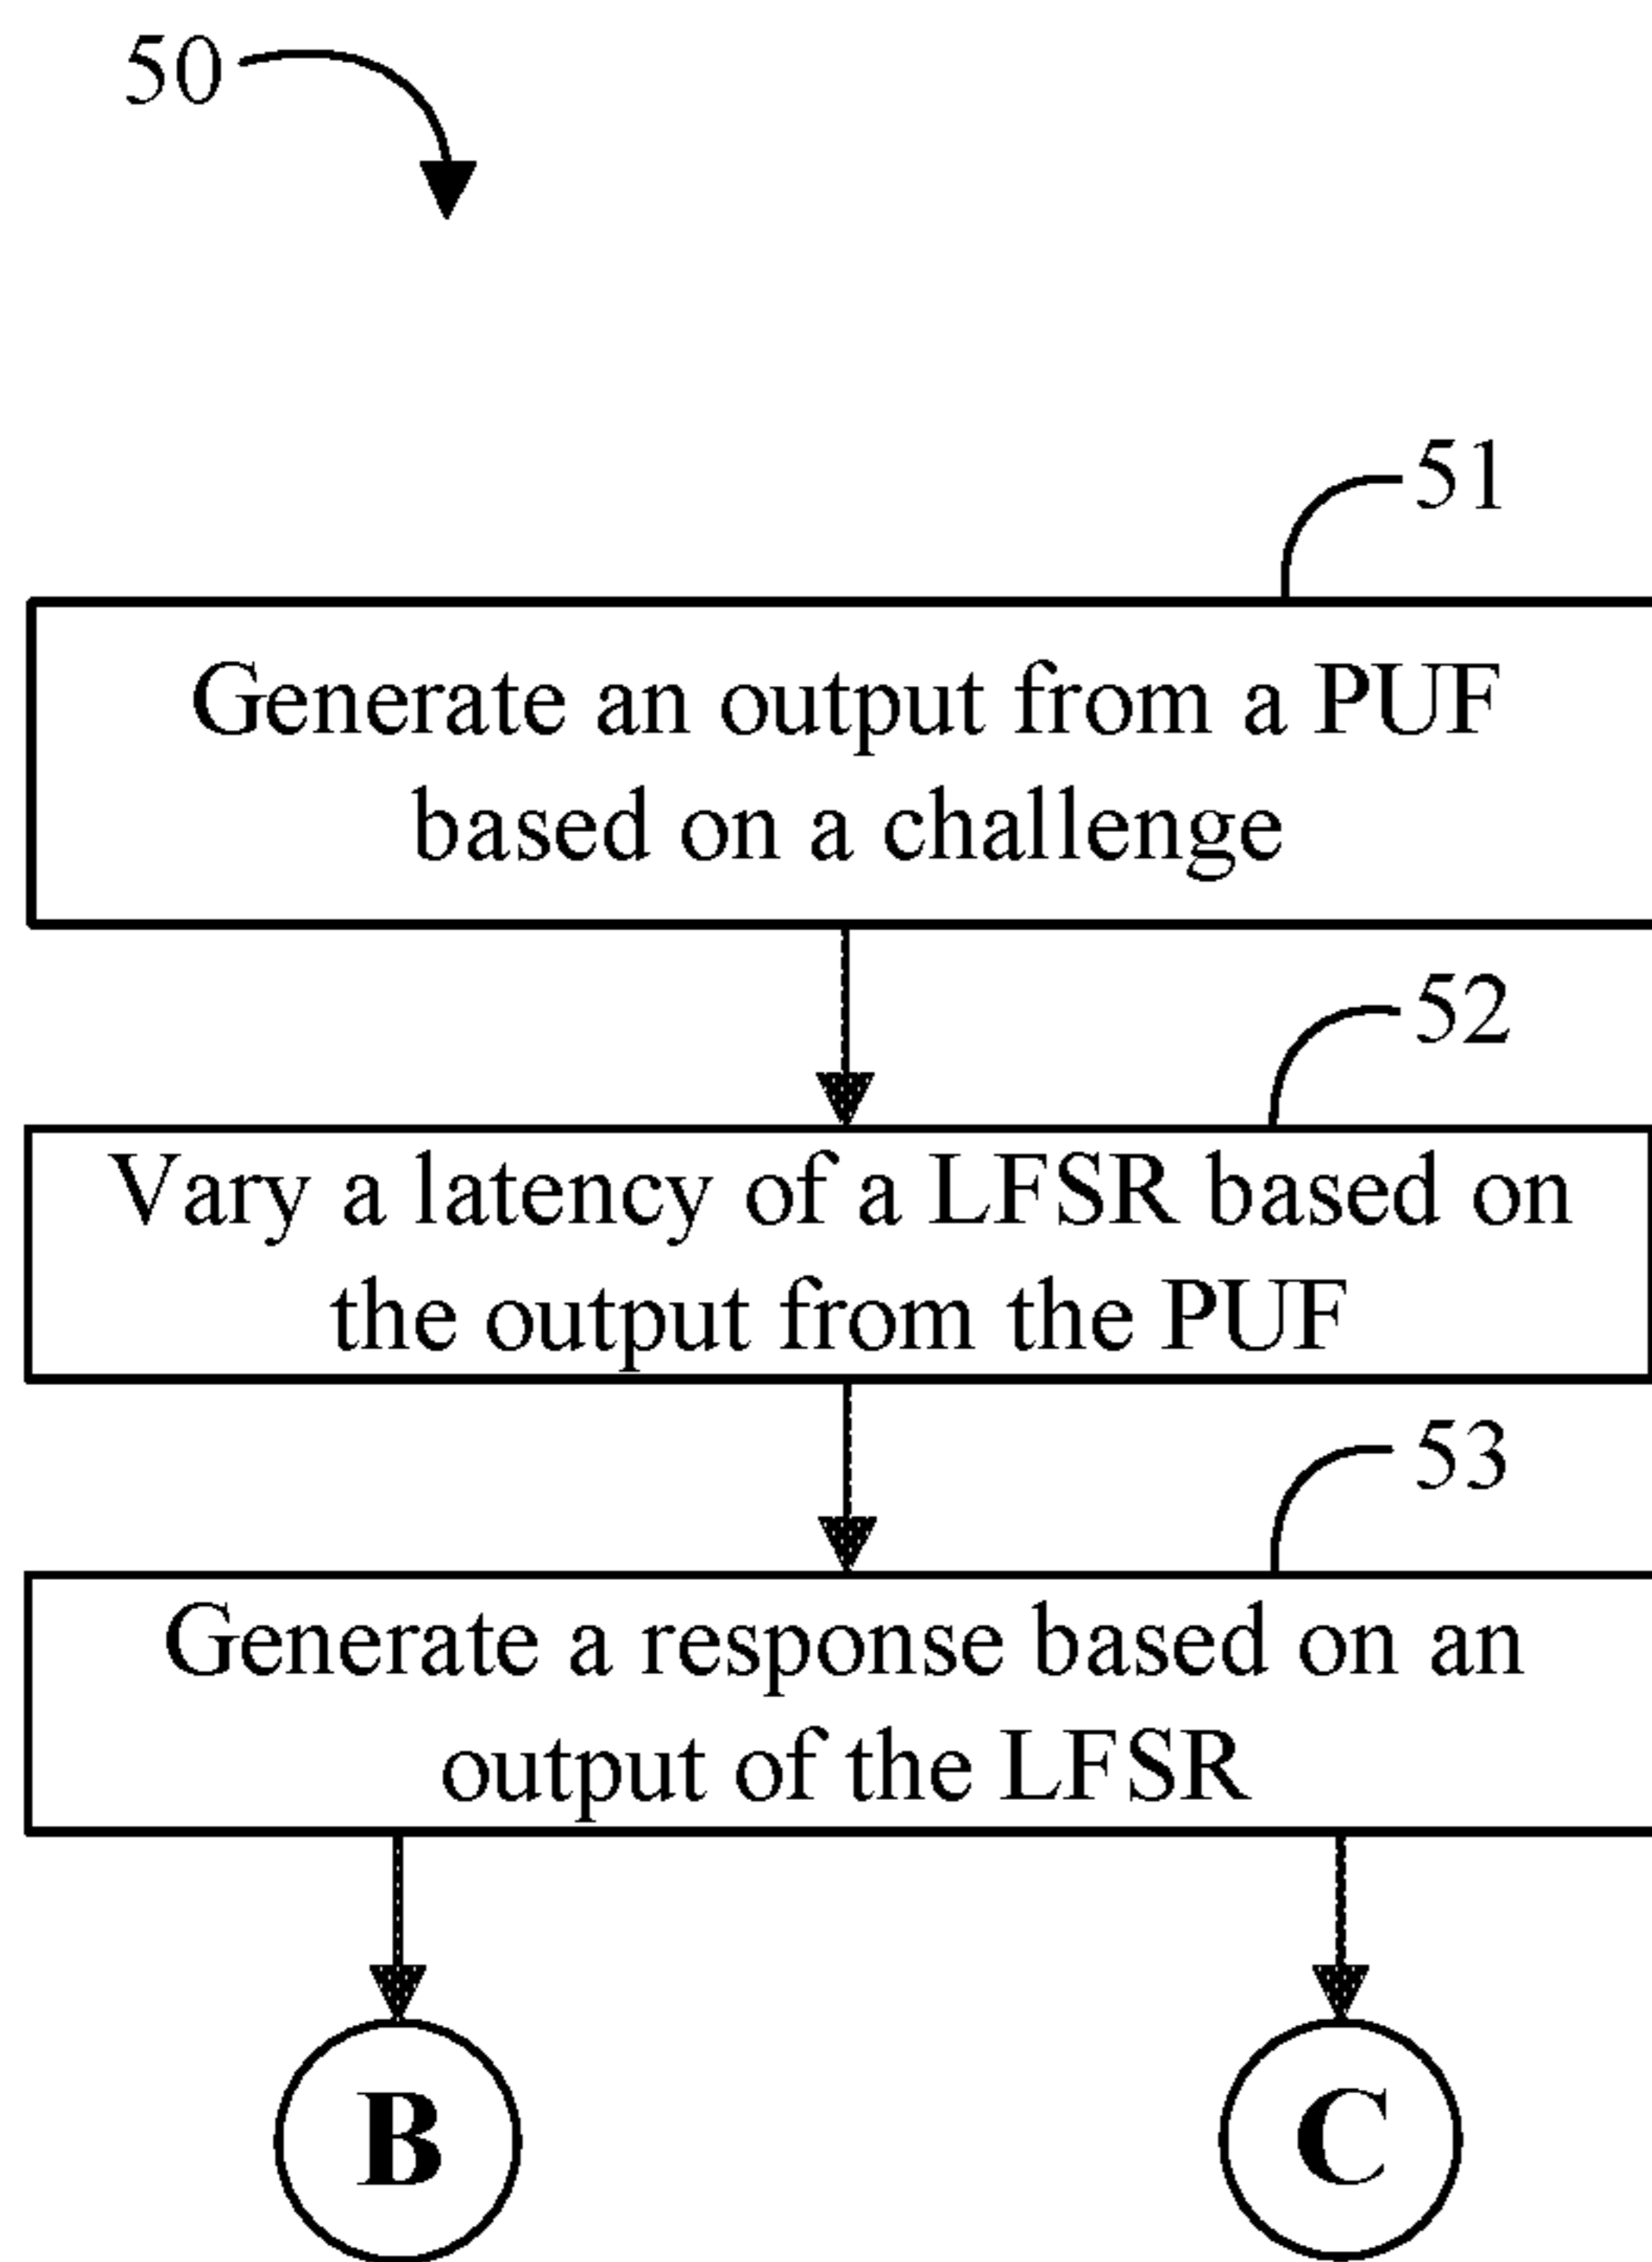 50
51
Generate an output from a PUF
based on a challenge
52
Vary a latency of a LFSR based on
the output from the PUF
53
Generate a response based on an
output of the LFSR
B
C